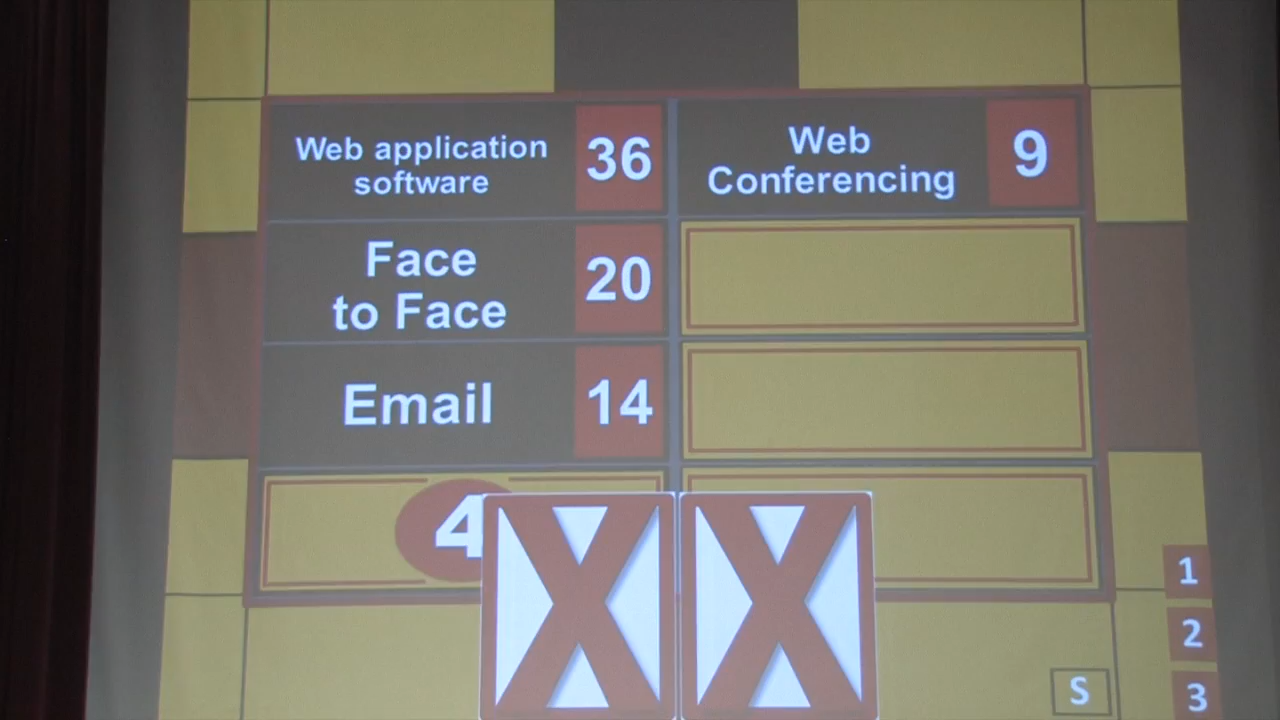 Web application
software
36
Web
Conferencing
9
Face
to Face
20
Email
14
4
X X
1
2
S
3